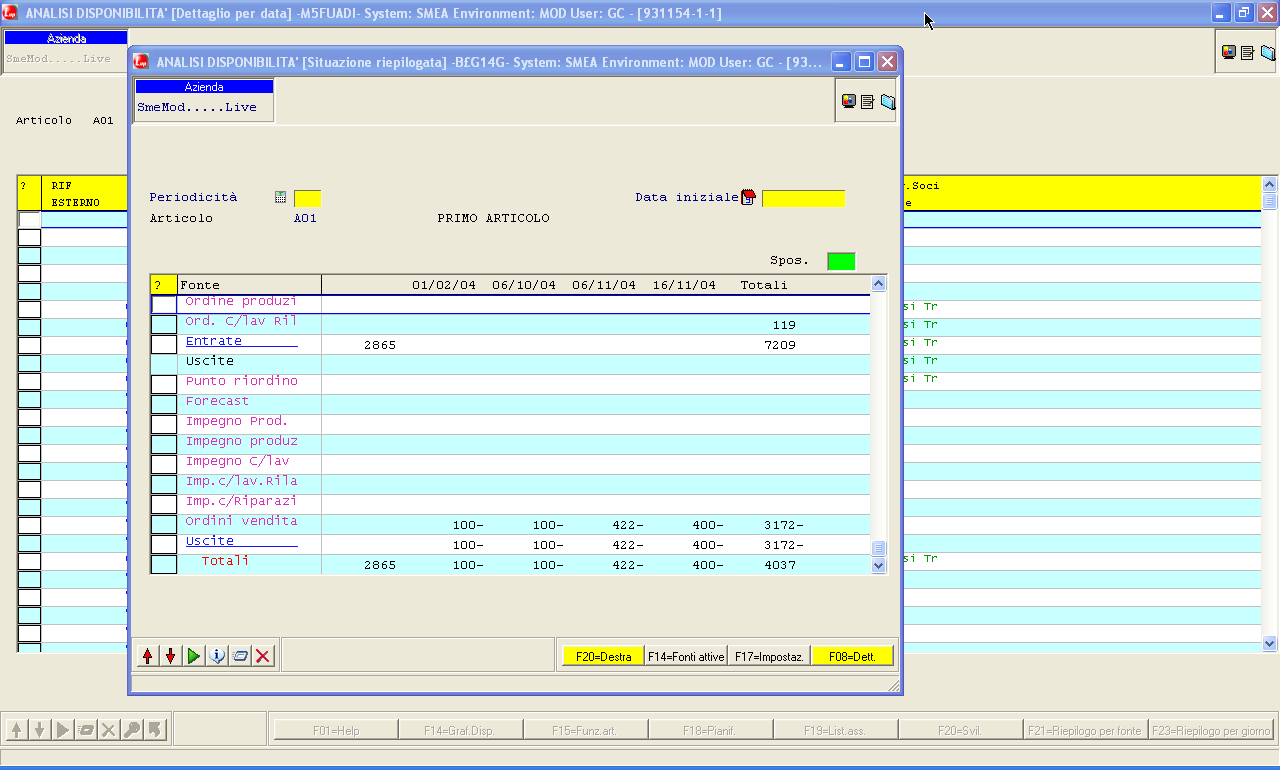 ANALISI DISPONIBILITA' [Dettaglio per data] -M5FUADI- System: SMEA Environment: MOD User: GC - [931154-1-1]
Azienda
SmeMod.....Live
Articolo A01
? RIF
ESTERNO
r.Soci
e
si Tr
si Tr
si Tr
si Tr
si Tr
si Tr
ANALISI DISPONIBILITA' [Situazione riepilogata] -B£G14G- System: SMEA Environment: MOD User: GC - [93...
Azienda
SmeMod.....Live
Periodicità Data iniziale
Articolo A01 PRIMO ARTICOLO
Spos.
? Fonte 01/02/04 06/10/04 06/11/04 16/11/04 Totali
Ordine produzi
Ord. C/lav Ril 119
Entrate 2865 7209
Uscite
Punto riordino
Forecast
Impegno Prod.
Impegno produz
Impegno C/lav
Imp.c/lav.Rila
Imp.c/Riparazi
Ordini vendita 100- 100- 422- 400- 3172-
Uscite 100- 100- 422- 400- 3172-
Totali 2865 100- 100- 422- 400- 4037
F20=Destra F14=Fonti attive F17=Impostaz. F08=Dett.
F01=Help F14=Graf.Disp. F15=Funz.art. F18=Pianif. F19=List.ass. F20=Svil. F21=Riepilogo per fonte F23=Riepilogo per giorno